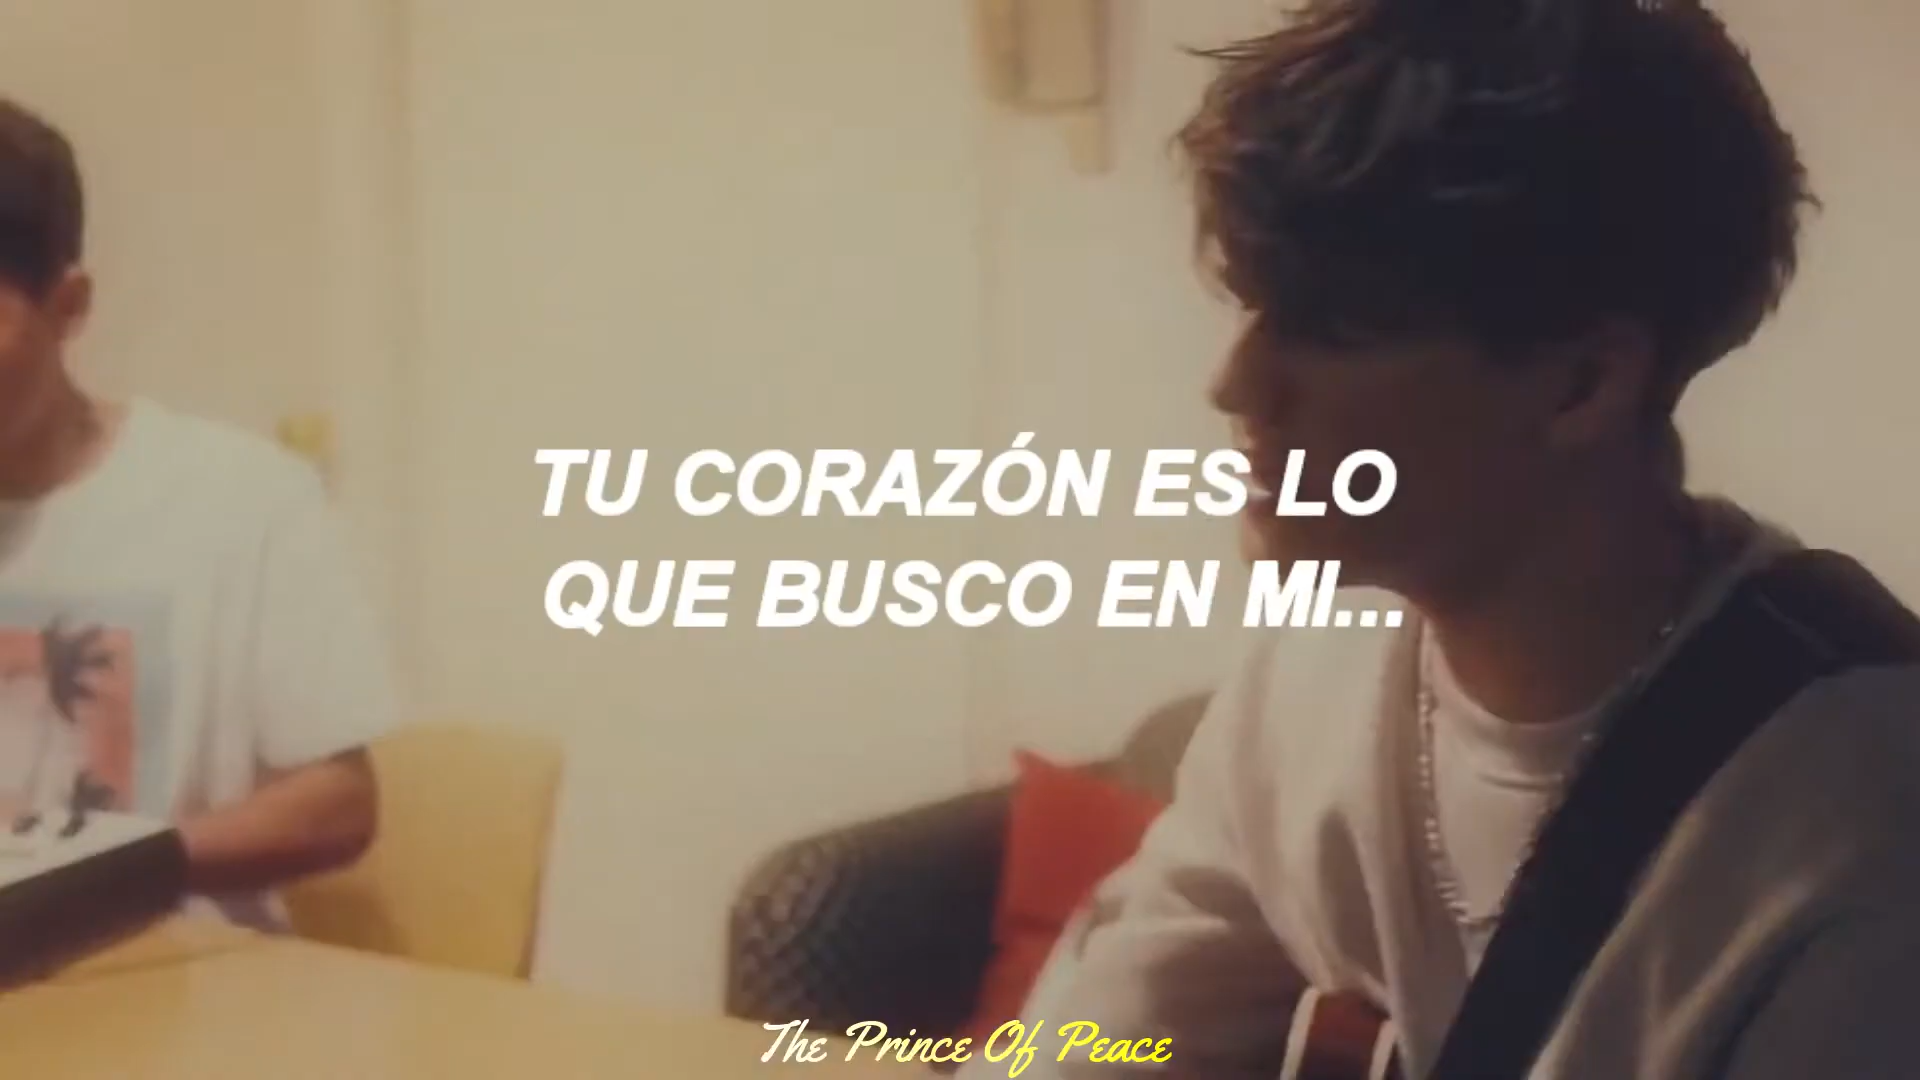 TU CORAZÓN ES LO
QUE BUSCO EN MI...
The Prince Of Peace